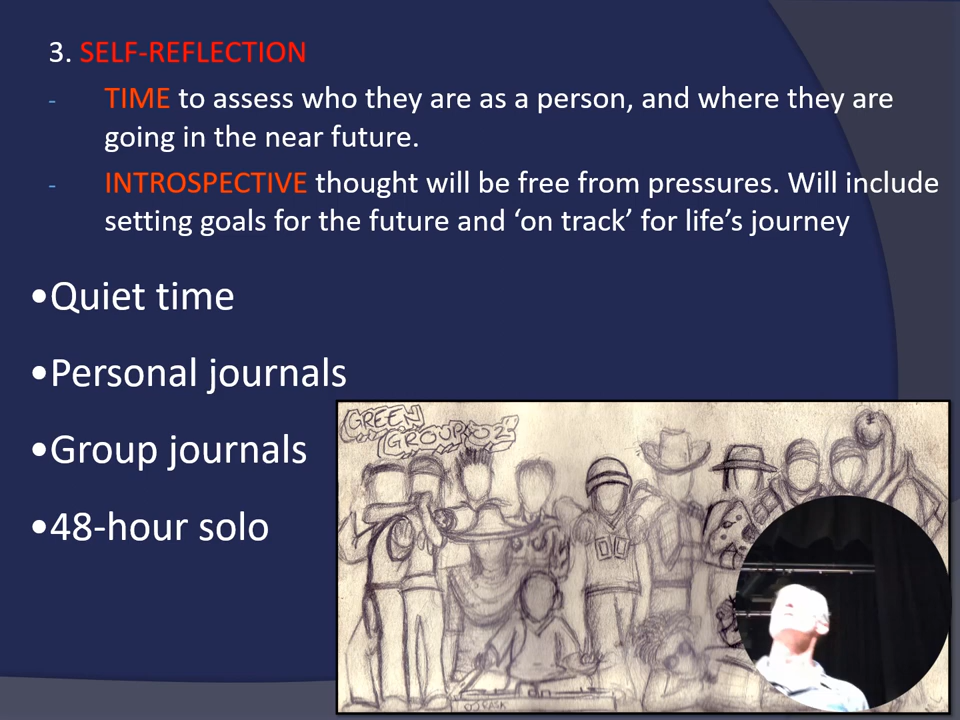 3. SELF-REFLECTION
- TIME to assess who they are as a person, and where they are
going in the near future.
- INTROSPECTIVE thought will be free from pressures. Will include
setting goals for the future and ‘on track’ for life’s journey
•Quiet time
•Personal journals
•Group journals
•48-hour solo
GREEN
GROUP 02